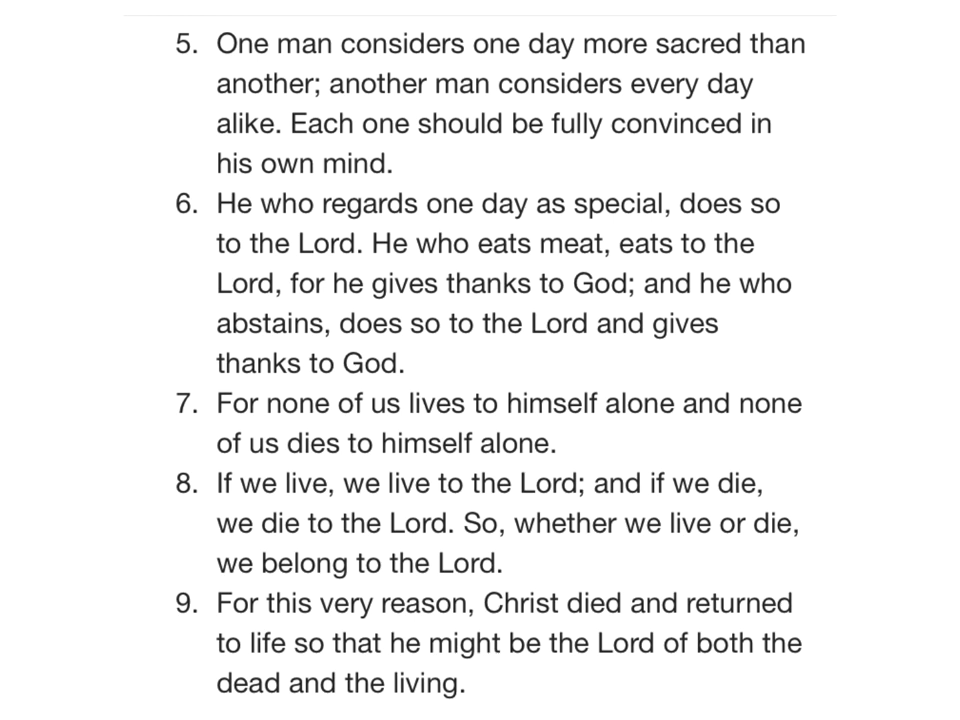 5. One man considers one day more sacred than
another; another man considers every day
alike. Each one should be fully convinced in
his own mind.
6. He who regards one day as special, does so
to the Lord. He who eats meat, eats to the
Lord, for he gives thanks to God; and he who
abstains, does so to the Lord and gives
thanks to God.
7. For none of us lives to himself alone and none
of us dies to himself alone.
8. If we live, we live to the Lord; and if we die,
we die to the Lord. So, whether we live or die,
we belong to the Lord.
9. For this very reason, Christ died and returned
to life so that he might be the Lord of both the
dead and the living.